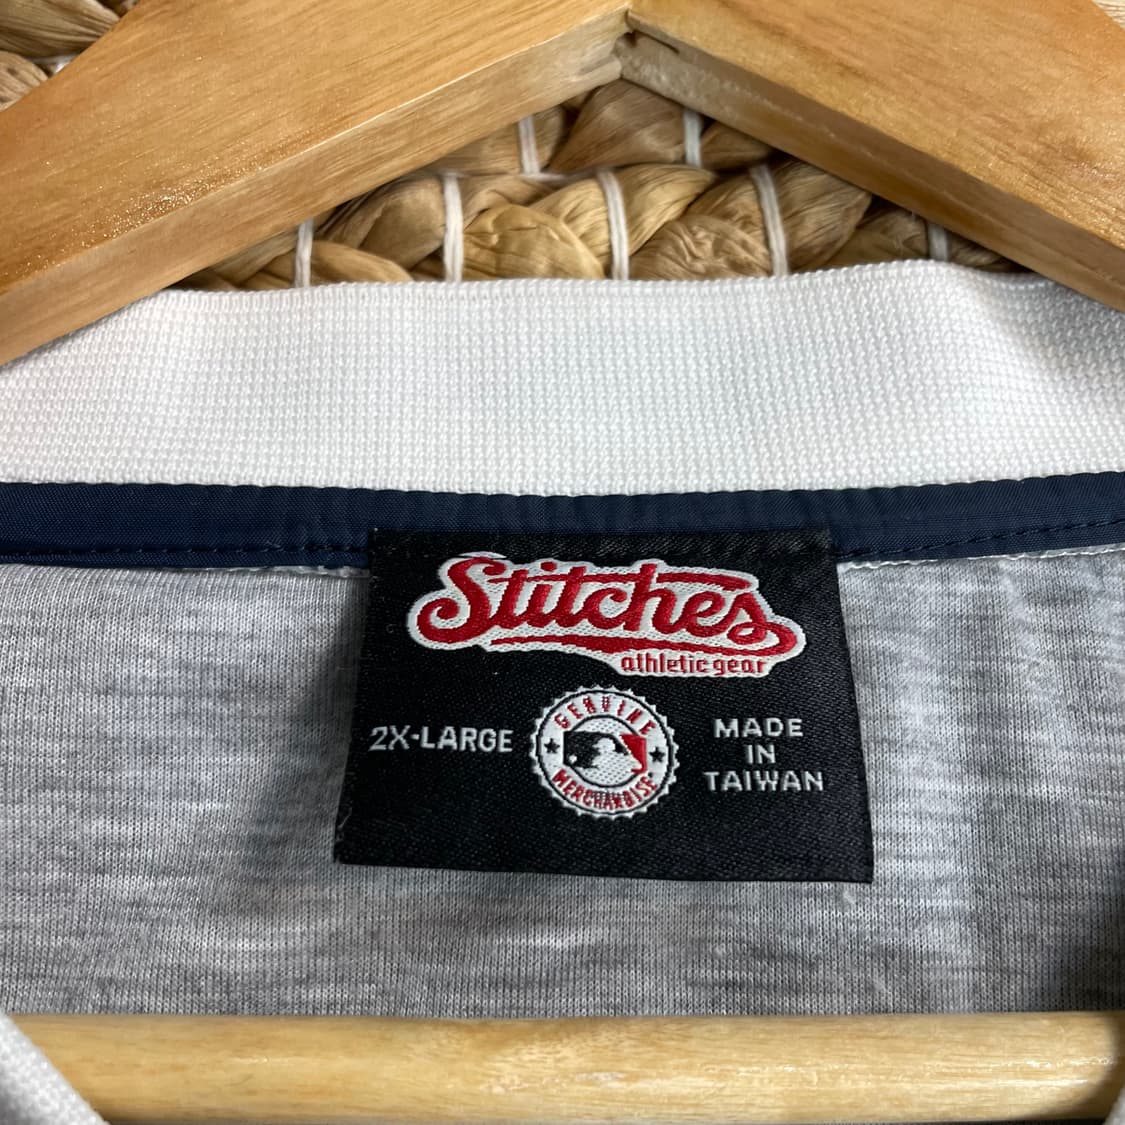 Stitches
athletic gear
2X-LARGE
GENUINE
MERCHANDISE
MADE
IN
TAIWAN